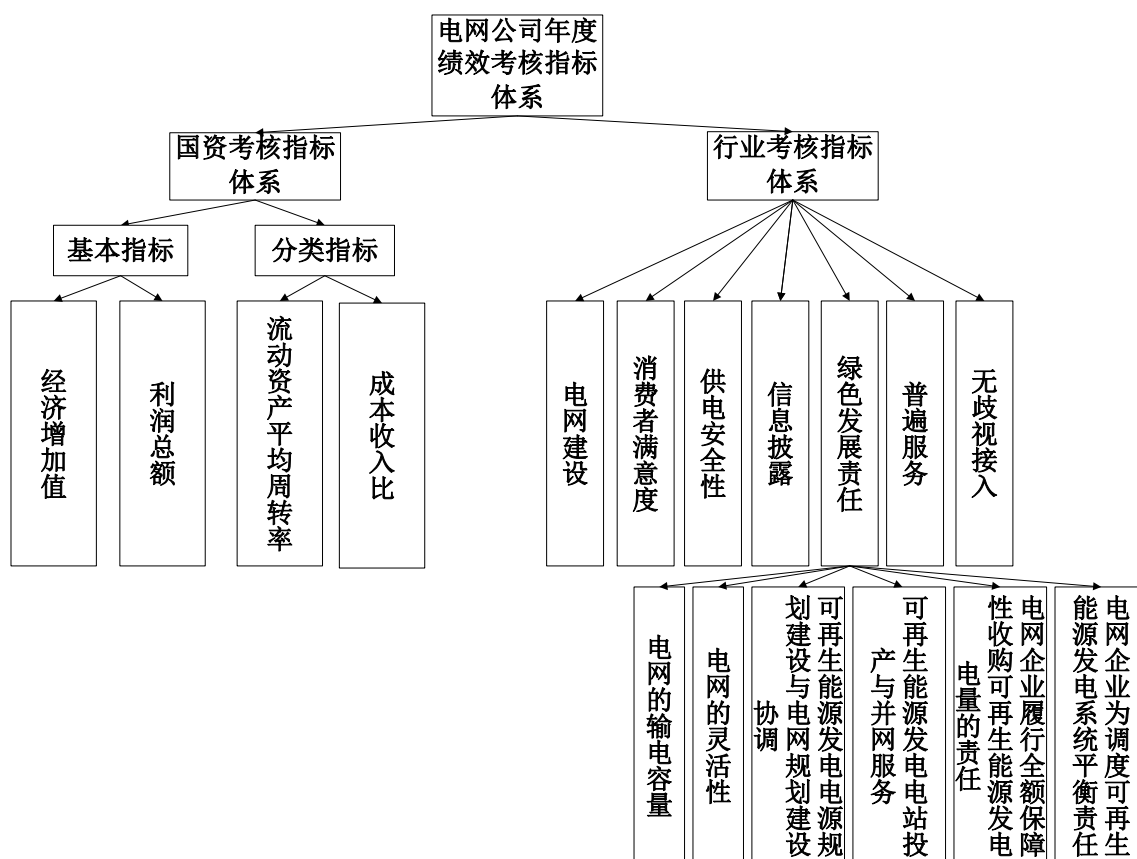 电网公司年度
绩效考核指标
体系
国资考核指标
体系
行业考核指标
体系
基本指标
分类指标
经济增加值
利润总额
流动资产平均周转率
成本收入比
电网建设
消费者满意度
供电安全性
信息披露
绿色发展责任
普遍服务
无歧视接入
电网的输电容量
电网的灵活性
可再生能源发电电源规
划建设与电网规划建设
协调
可再生能源发电电站投
产与并网服务
电网企业履行全额保障
性收购可再生能源发电
电量的责任
电网企业为调度可再生
能源发电系统平衡责任